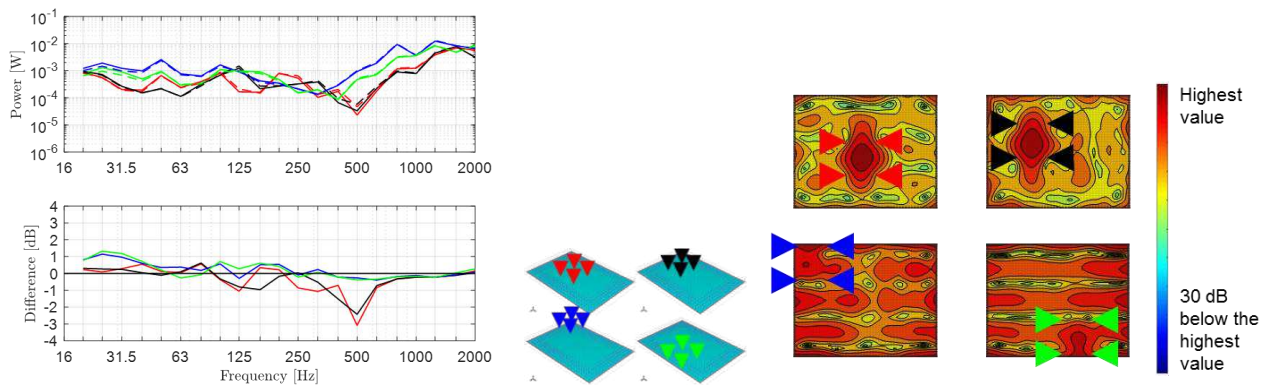 10^-1
10^-2
10^-3
10^-4
10^-5
10^-6
Power [W]
16 31.5 63 125 250 500 1000 2000
4
3
2
1
0
-1
-2
-3
-4
Difference [dB]
16 31.5 63 125 250 500 1000 2000
Frequency [Hz]
Highest
value
30 dB
below the
highest
value